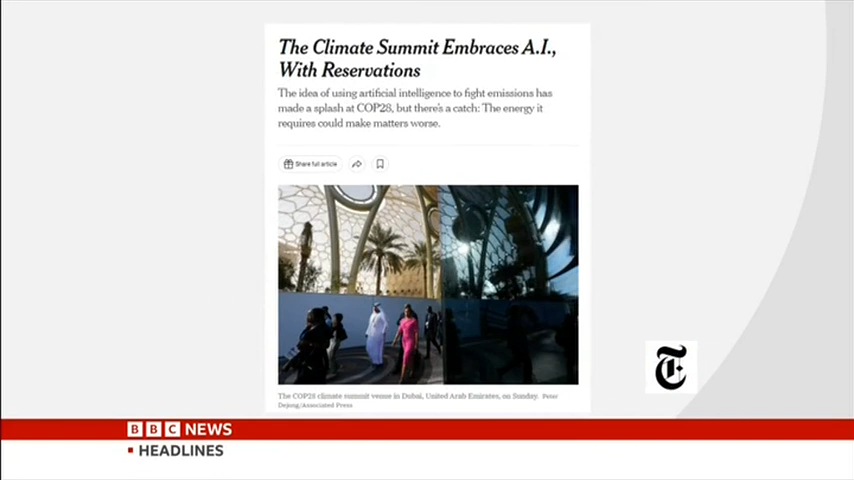 The Climate Summit Embraces A.I.,
With Reservations
The idea of using artificial intelligence to fight emissions has
made a splash at COP28, but there's a catch: The energy it
requires could make matters worse.
Share full article
The COP28 climate summit venue in Dubai, United Arab Emirates, on Sunday. Peter
Dejong/Associated Press
T
BBC NEWS
HEADLINES